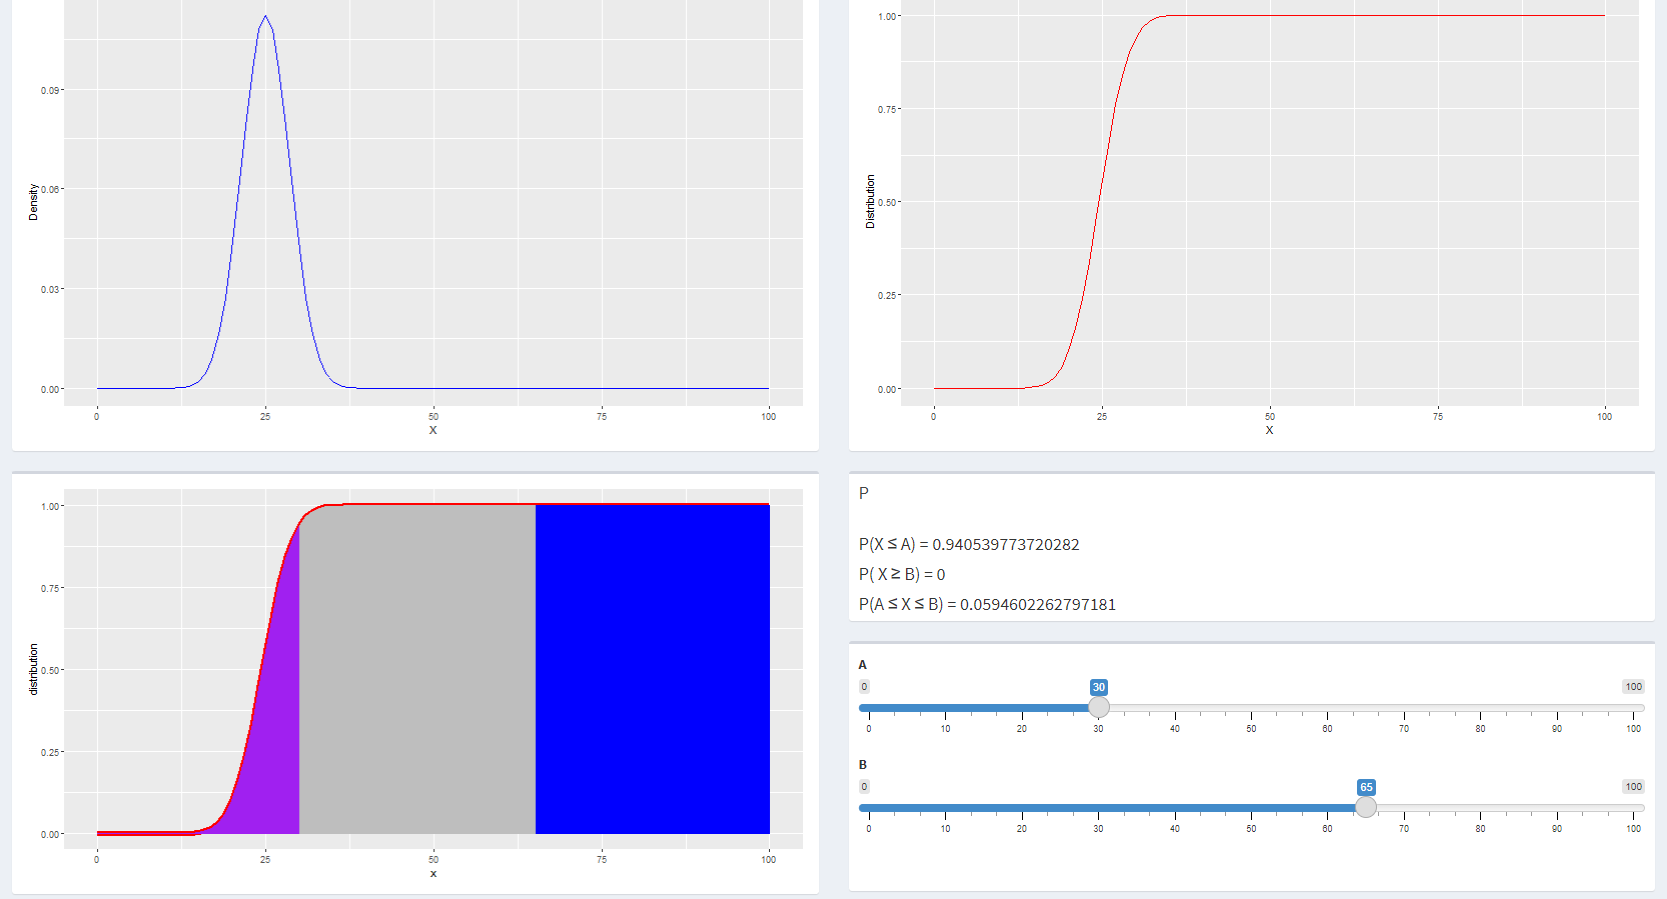 0.09
0.06
0.03
0.00
Density
0 25 50 75 100
X
1.00
0.75
0.50
0.25
0.00
Distribution
0 25 50 75 100
X
1.00
0.75
0.50
0.25
0.00
distribution
0 25 50 75 100
x
P
P(X ≤ A) = 0.940539773720282
P( X ≥ B) = 0
P(A ≤ X ≤ B) = 0.0594602262797181
A
0 30 100
0 10 20 30 40 50 60 70 80 90 100
B
0 65 100
0 10 20 30 40 50 60 70 80 90 100